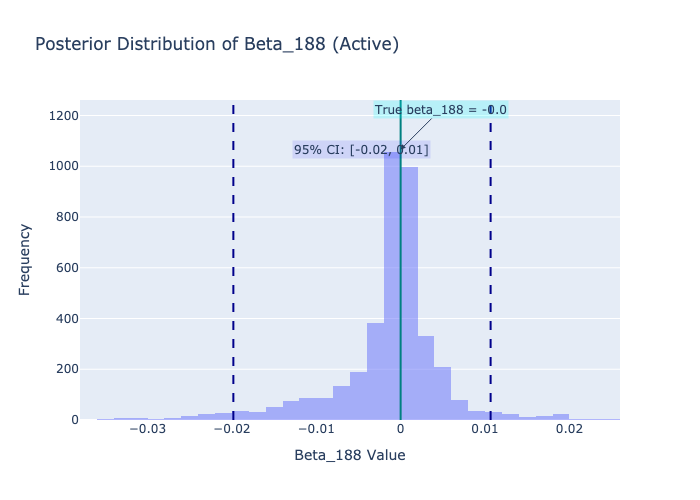 Posterior Distribution of Beta_188 (Active)
True beta_188 = -0.0
95% CI: [-0.02, 0.01]
1200
1000
800
600
400
200
0
Frequency
−0.03
−0.02
−0.01
0
0.01
0.02
Beta_188 Value